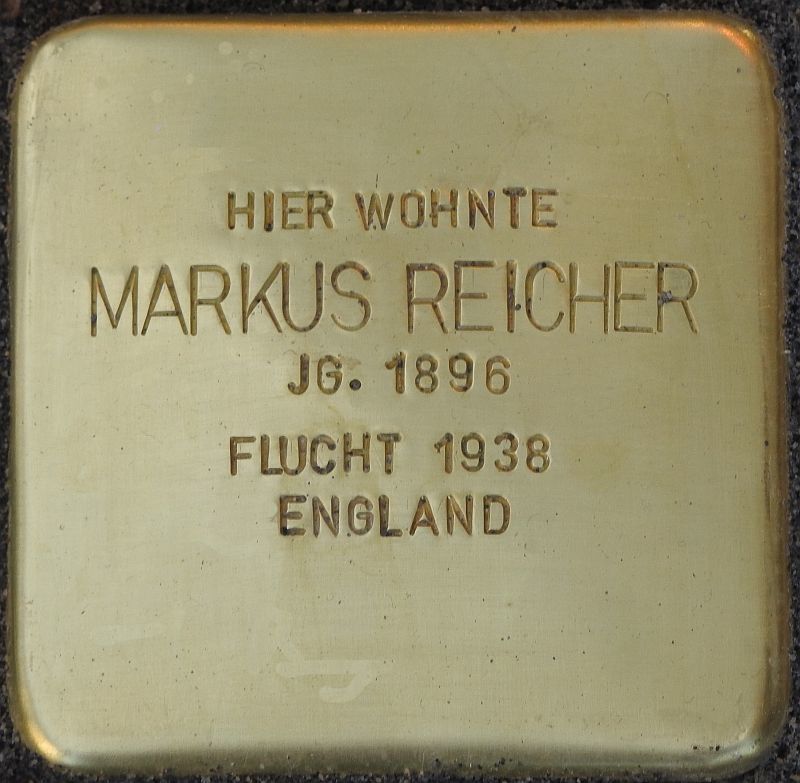 HIER WOHNTE
MARKUS REICHER
JG. 1896
FLUCHT 1938
ENGLAND